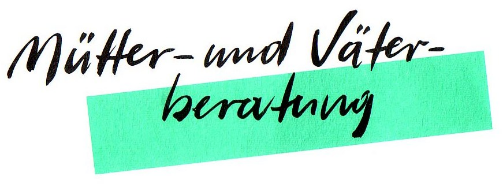 Mütter- und Väter-
beratung